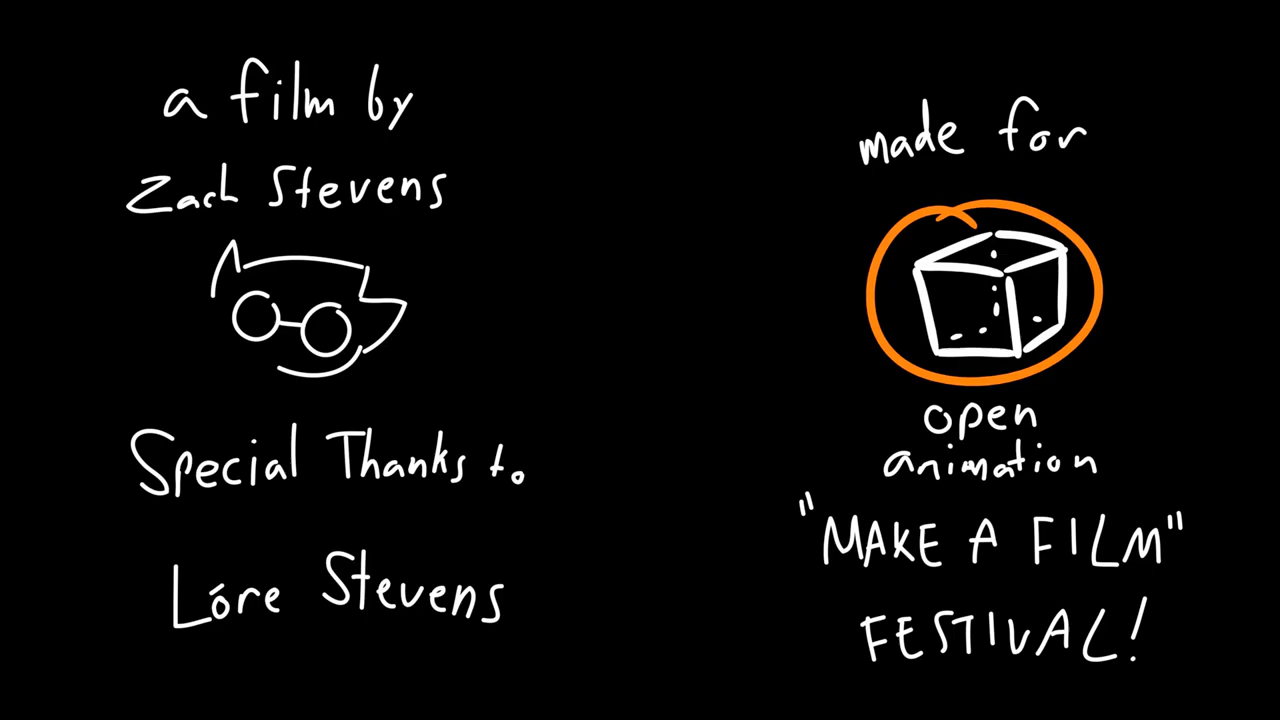 a film by
Zach Stevens
Special Thanks to
Lóre Stevens
made for
open
animation
"MAKE A FILM"
FESTIVAL!